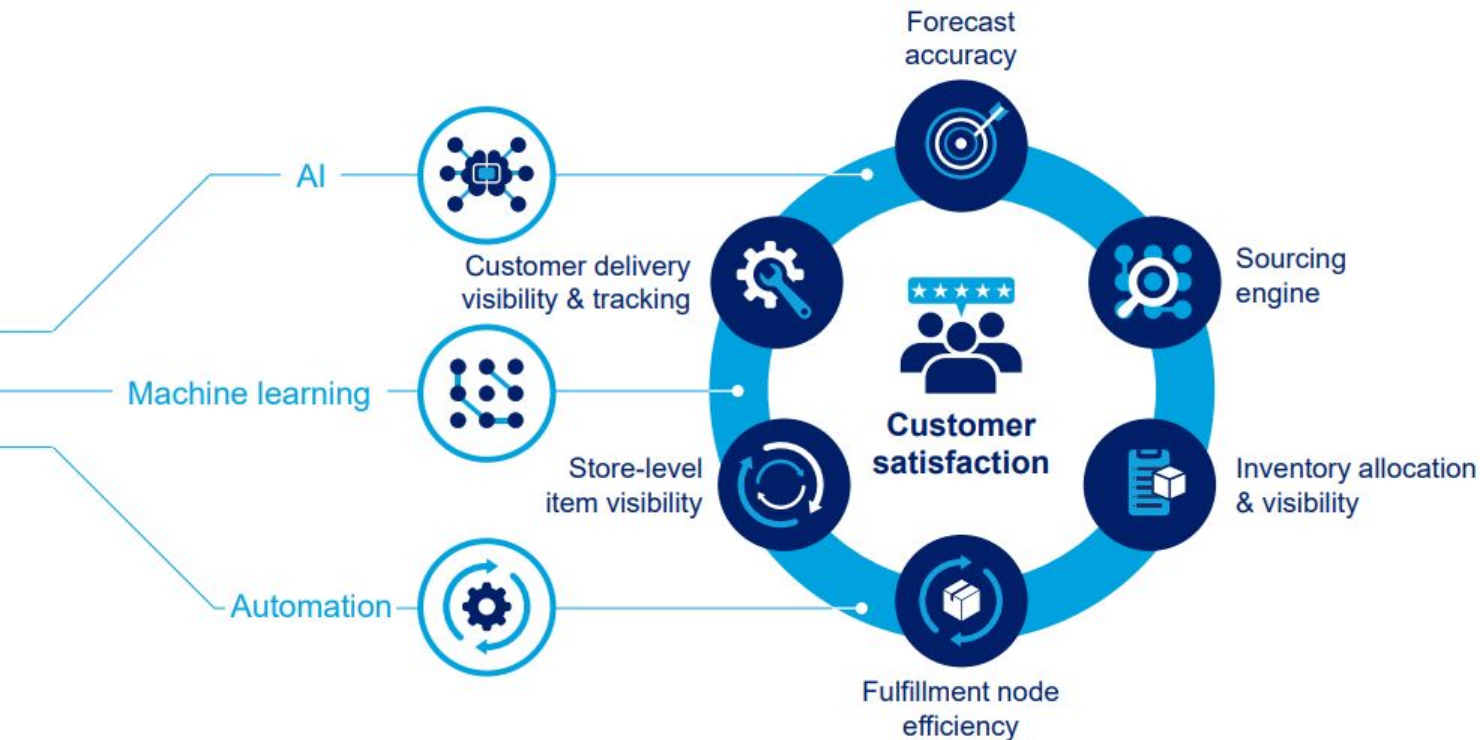 Forecast
accuracy
AI
Customer delivery
visibility & tracking
Sourcing
engine
Machine learning
Customer
satisfaction
Store-level
item visibility
Inventory allocation
& visibility
Automation
Fulfillment node
efficiency